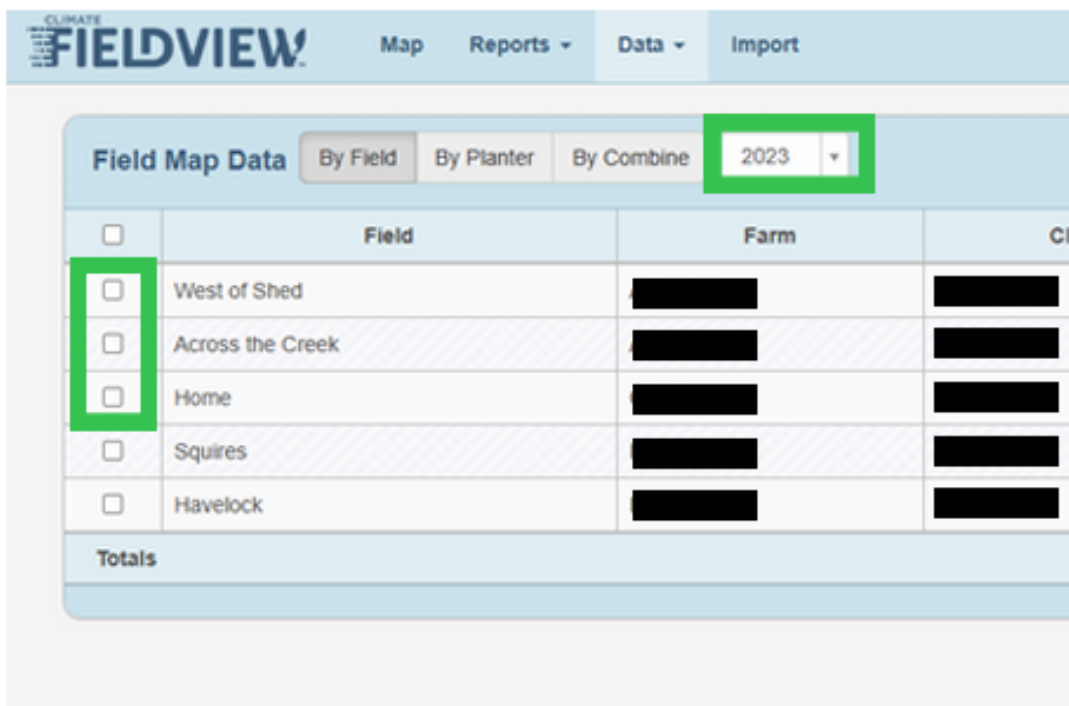 CLIMATE
FIELDVIEW Map Reports Data Import
Field Map Data By Field By Planter By Combine 2023
Field Farm
West of Shed
Across the Creek
Home
Squires
Havelock
Totals